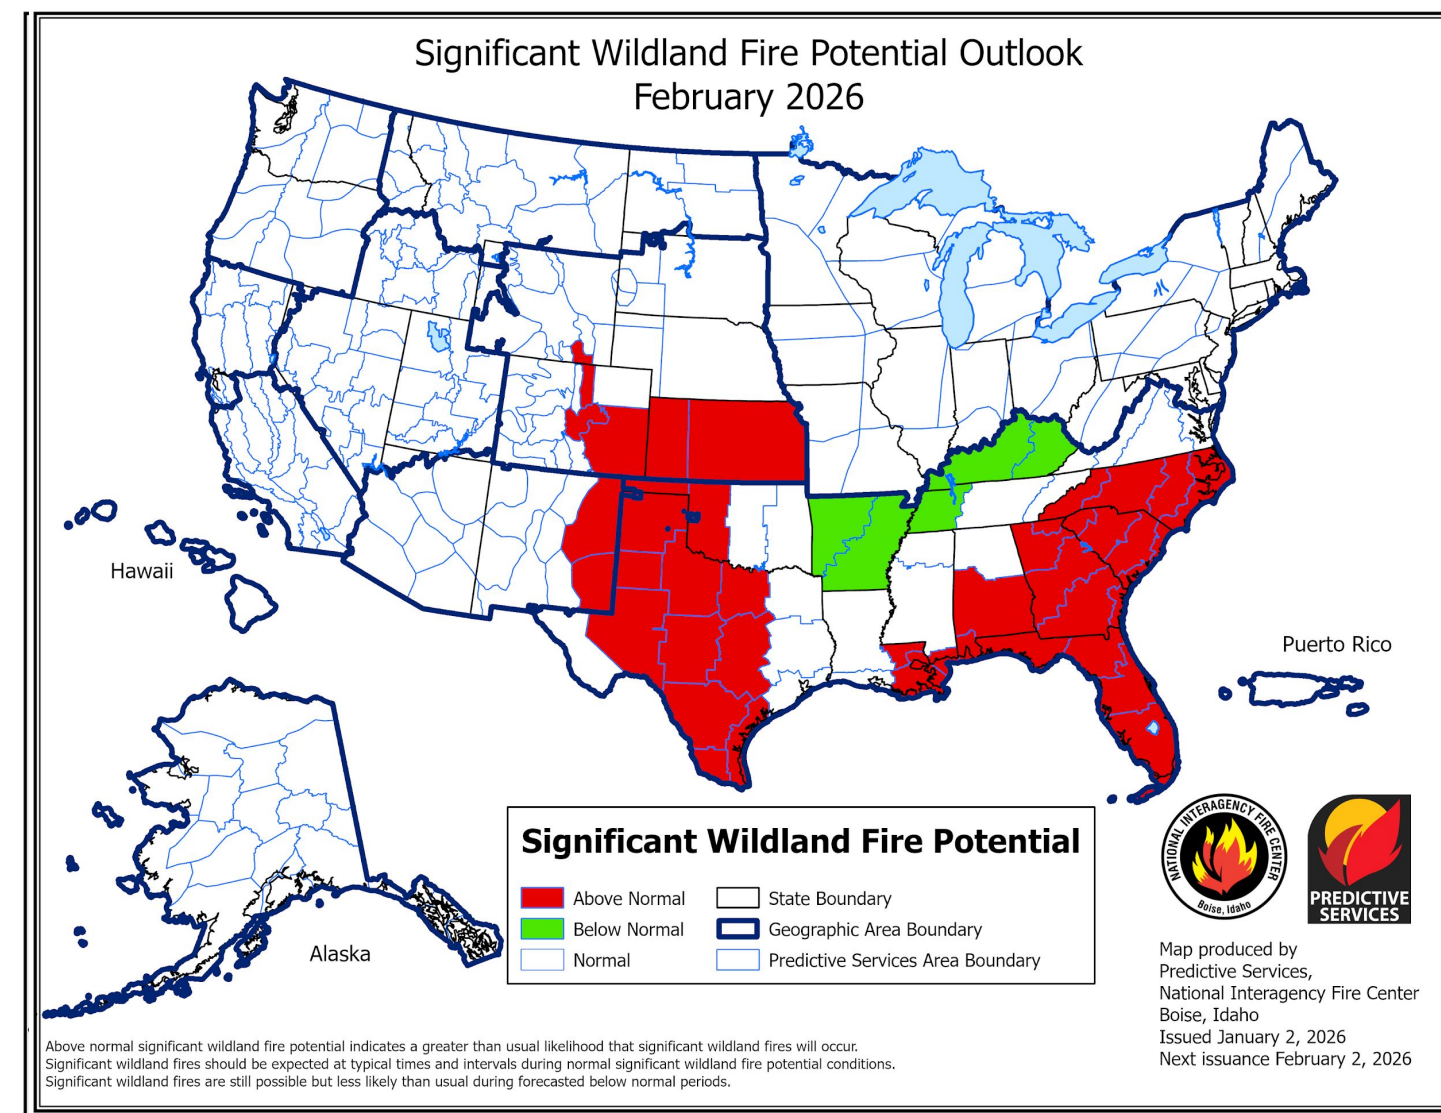 Significant Wildland Fire Potential Outlook
February 2026
Hawaii
Puerto Rico
Alaska
Significant Wildland Fire Potential
Above Normal
Below Normal
Normal
State Boundary
Geographic Area Boundary
Predictive Services Area Boundary
NATIONAL INTERAGENCY FIRE CENTER
Boise, Idaho
PREDICTIVE
SERVICES
Map produced by
Predictive Services,
National Interagency Fire Center
Boise, Idaho
Issued January 2, 2026
Next issuance February 2, 2026
Above normal significant wildland fire potential indicates a greater than usual likelihood that significant wildland fires will occur.
Significant wildland fires should be expected at typical times and intervals during normal significant wildland fire potential conditions.
Significant wildland fires are still possible but less likely than usual during forecasted below normal periods.